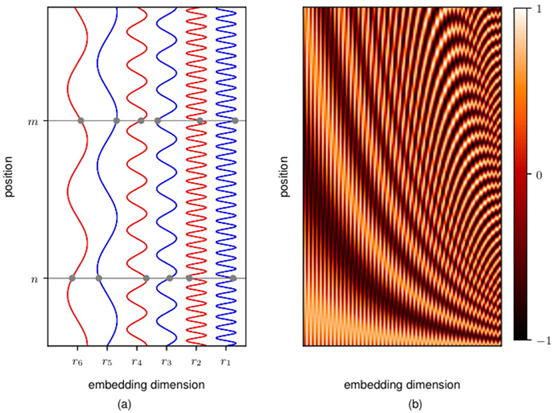 1
position
m
n
position
0
−1
r6 r5 r4 r3 r2 r1
embedding dimension
embedding dimension
(a)
(b)